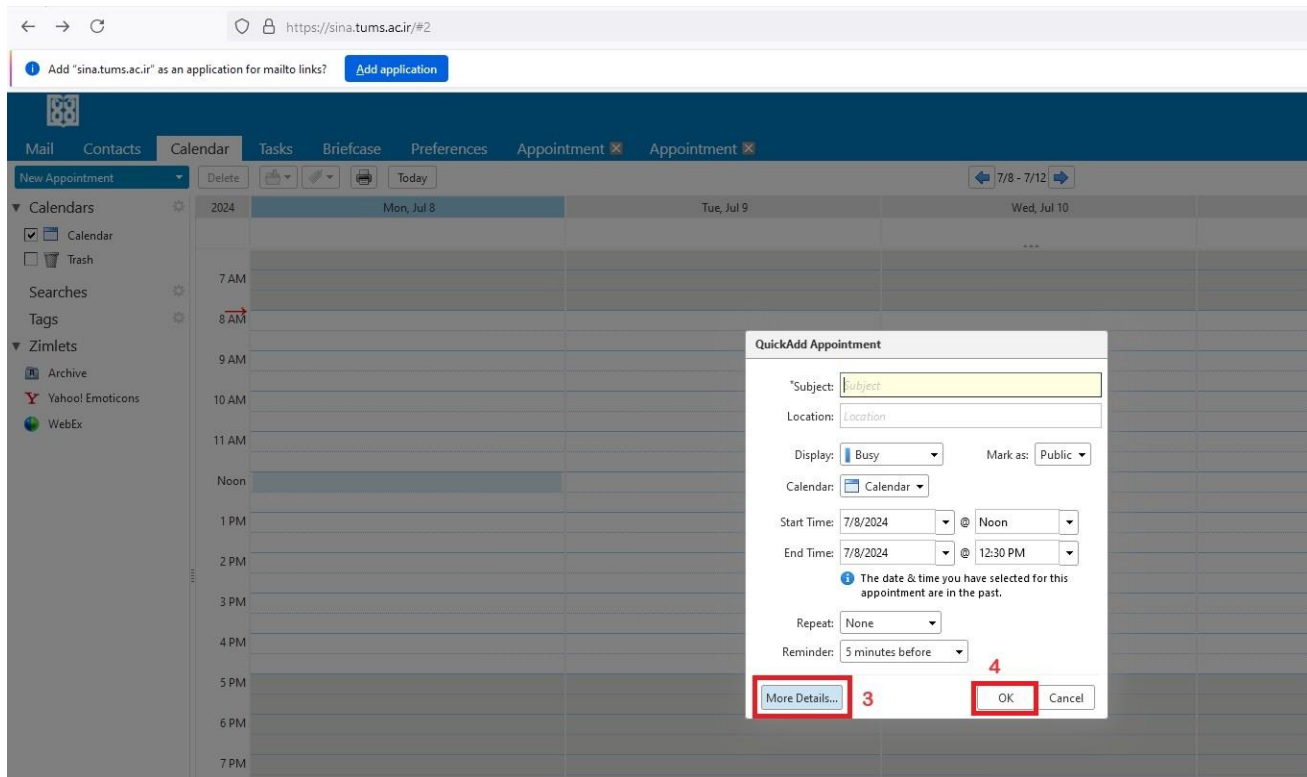 https://sina.tums.ac.ir/#2
Add "sina.tums.ac.ir" as an application for mailto links? Add application
Mail Contacts Calendar Tasks Briefcase Preferences Appointment Appointment
New Appointment Delete Today 7/8 - 7/12
Calendars 2024 Mon, Jul 8 Tue, Jul 9 Wed, Jul 10
Calendar
Trash
7 AM
Searches
Tags 8 AM
Zimlets
QuickAdd Appointment
9 AM
Archive
*Subject: Subject
Yahoo! Emoticons 10 AM
Location: Location
WebEx
11 AM
Display: Busy Mark as: Public
Noon
Calendar: Calendar
1 PM
Start Time: 7/8/2024 @ Noon
End Time: 7/8/2024 @ 12:30 PM
2 PM
The date & time you have selected for this
appointment are in the past.
3 PM
Repeat: None
4 PM
Reminder: 5 minutes before
4
5 PM
More Details... 3 OK Cancel
6 PM
7 PM